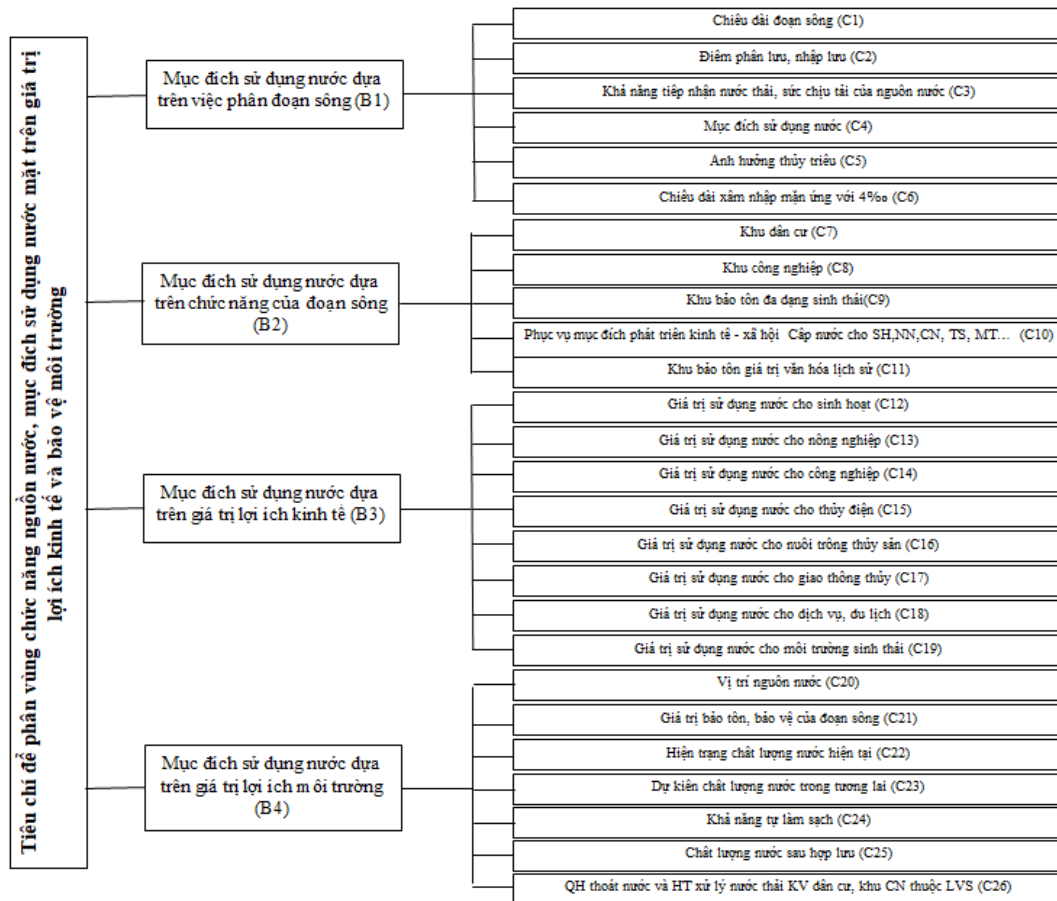 Tiêu chí để phân vùng chức năng nguồn nước, mục đích sử dụng nước mặt trên giá trị
lợi ích kinh tế và bảo vệ môi trường
Mục đích sử dụng nước dựa
trên việc phân đoạn sông (B1)
Chiều dài đoạn sông (C1)
Điểm phân lưu, nhập lưu (C2)
Khả năng tiếp nhận nước thải, sức chịu tải của nguồn nước (C3)
Mục đích sử dụng nước (C4)
Ảnh hưởng thủy triều (C5)
Chiều dài xâm nhập mặn ứng với 4‰ (C6)
Mục đích sử dụng nước dựa
trên chức năng của đoạn sông
(B2)
Khu dân cư (C7)
Khu công nghiệp (C8)
Khu bảo tồn đa dạng sinh thái(C9)
Phục vụ mục đích phát triển kinh tế - xã hội Cấp nước cho SH,NN,CN, TS, MT... (C10)
Khu bảo tồn giá trị văn hóa lịch sử (C11)
Mục đích sử dụng nước dựa
trên giá trị lợi ích kinh tế (B3)
Giá trị sử dụng nước cho sinh hoạt (C12)
Giá trị sử dụng nước cho nông nghiệp (C13)
Giá trị sử dụng nước cho công nghiệp (C14)
Giá trị sử dụng nước cho thủy điện (C15)
Giá trị sử dụng nước cho nuôi trồng thủy sản (C16)
Giá trị sử dụng nước cho giao thông thủy (C17)
Giá trị sử dụng nước cho dịch vụ, du lịch (C18)
Giá trị sử dụng nước cho môi trường sinh thái (C19)
Mục đích sử dụng nước dựa
trên giá trị lợi ích môi trường
(B4)
Vị trí nguồn nước (C20)
Giá trị bảo tồn, bảo vệ của đoạn sông (C21)
Hiện trạng chất lượng nước hiện tại (C22)
Dự kiến chất lượng nước trong tương lai (C23)
Khả năng tự làm sạch (C24)
Chất lượng nước sau hợp lưu (C25)
QH thoát nước và HT xử lý nước thải KV dân cư, khu CN thuộc LVS (C26)